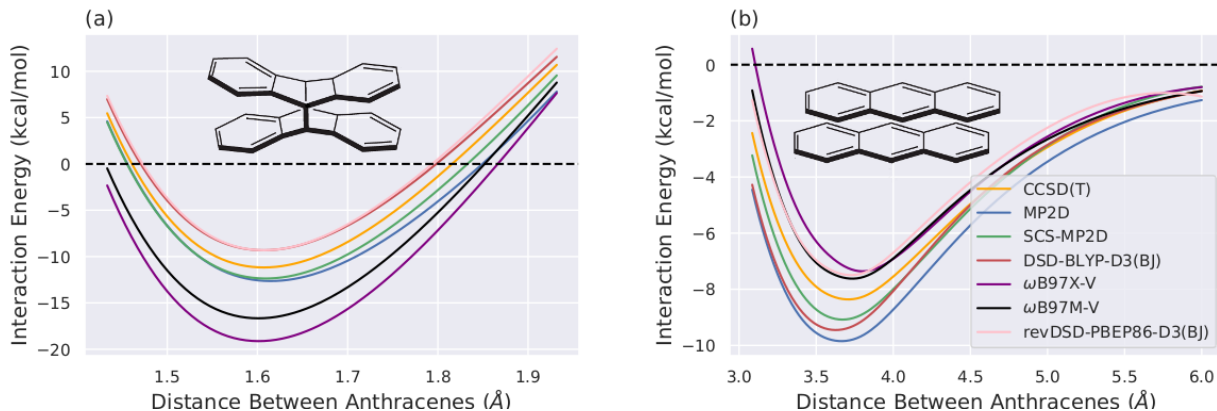 (a)
Interaction Energy (kcal/mol)
10
5
0
−5
−10
−15
−20
1.5
1.6
1.7
1.8
1.9
Distance Between Anthracenes (Å)
(b)
Interaction Energy (kcal/mol)
0
−2
−4
−6
−8
−10
3.0
3.5
4.0
4.5
5.0
5.5
6.0
Distance Between Anthracenes (Å)
CCSD(T)
MP2D
SCS-MP2D
DSD-BLYP-D3(BJ)
ωB97X-V
ωB97M-V
revDSD-PBEP86-D3(BJ)